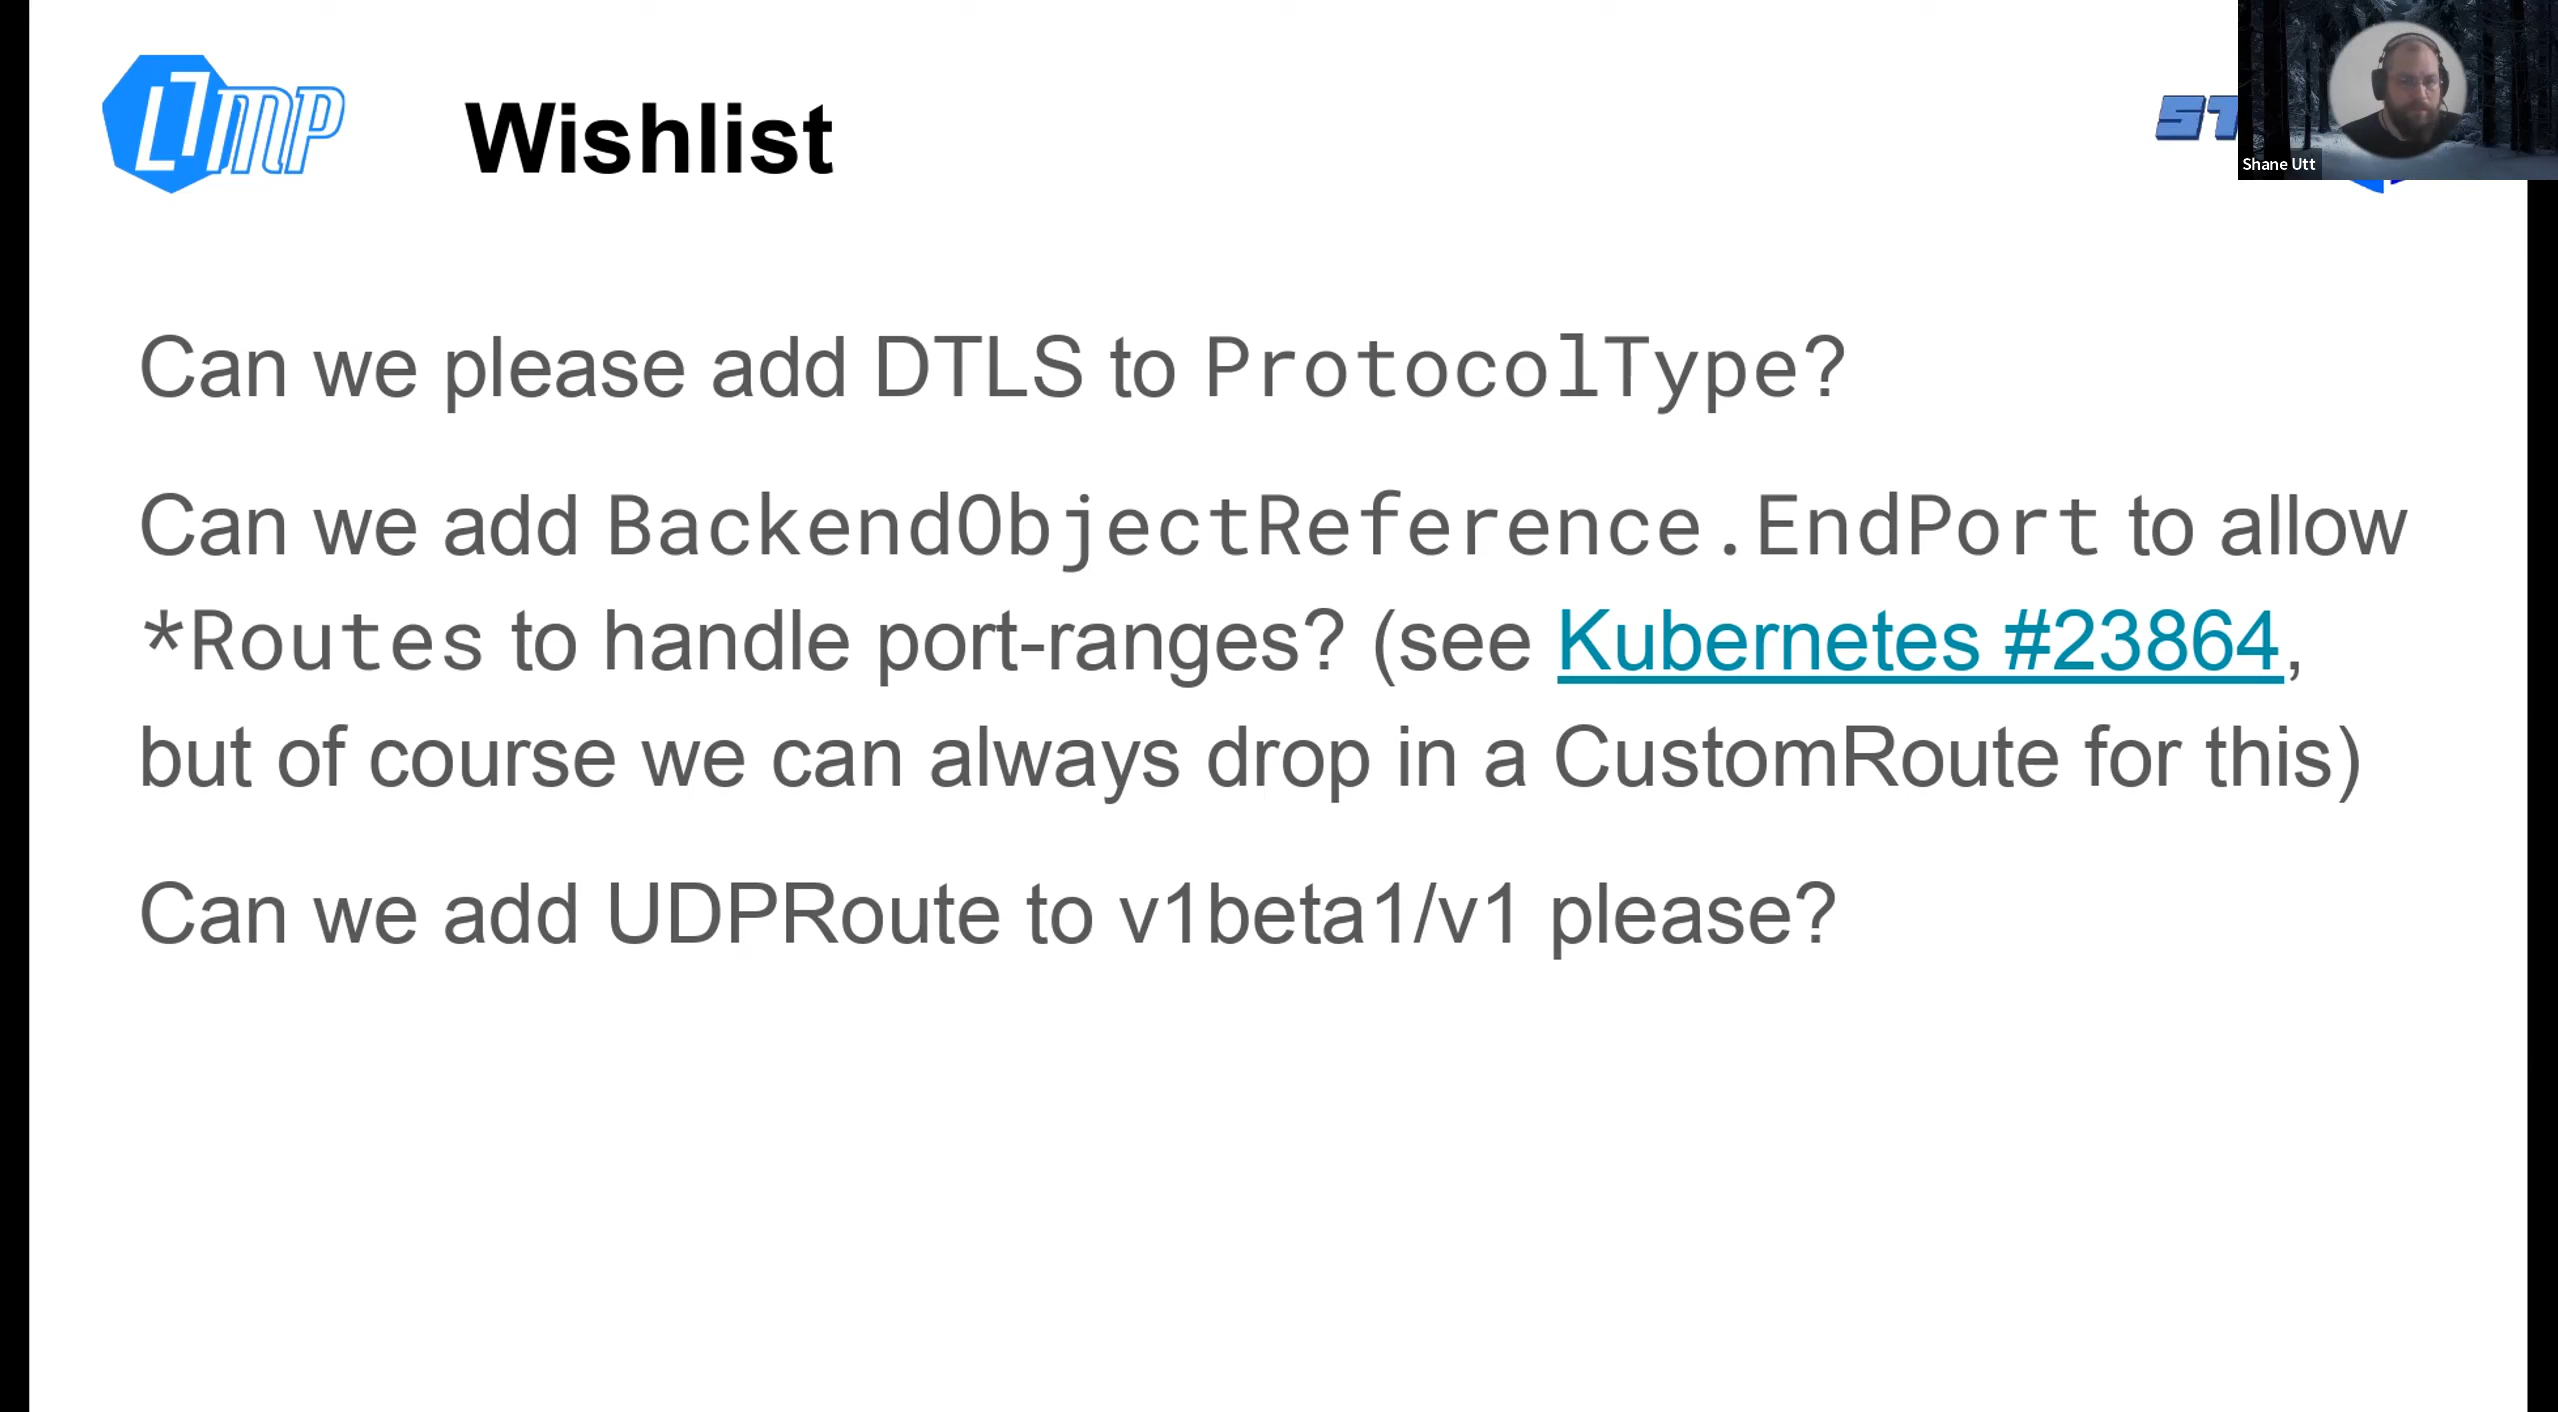 L7mp
Wishlist
ST
Shane Utt
Can we please add DTLS to ProtocolType?
Can we add BackendObjectReference.EndPort to allow
*Routes to handle port-ranges? (see Kubernetes #23864,
but of course we can always drop in a CustomRoute for this)
Can we add UDPRoute to v1beta1/v1 please?